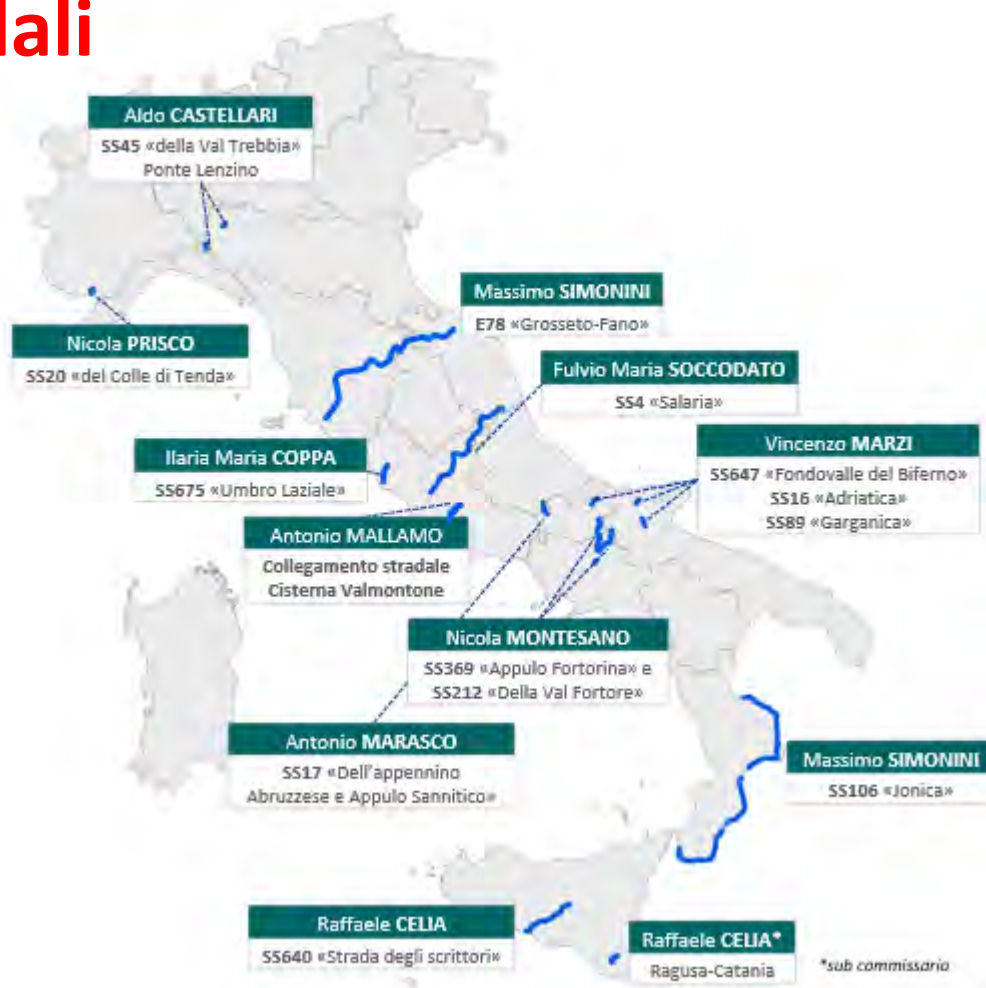 dali
Aldo CASTELLARI
SS45 «della Val Trebbia»
Ponte Lenzino
Massimo SIMONINI
E78 «Grosseto-Fano»
Nicola PRISCO
SS20 «del Colle di Tenda»
Fulvio Maria SOCCODATO
SS4 «Salaria»
Vincenzo MARZI
SS647 «Fondovalle del Biferno»
SS16 «Adriatica»
SS89 «Garganica»
Ilaria Maria COPPA
SS675 «Umbro Laziale»
Antonio MALLAMO
Collegamento stradale
Cisterna Valmontone
Nicola MONTESANO
SS369 «Appulo Fortorina» e
SS212 «Della Val Fortore»
Antonio MARASCO
SS17 «Dell'appennino
Abruzzese e Appulo Sannitico»
Massimo SIMONINI
SS106 «Jonica»
Raffaele CELIA
SS640 «Strada degli scrittori»
Raffaele CELIA*
Ragusa-Catania
*sub commissario